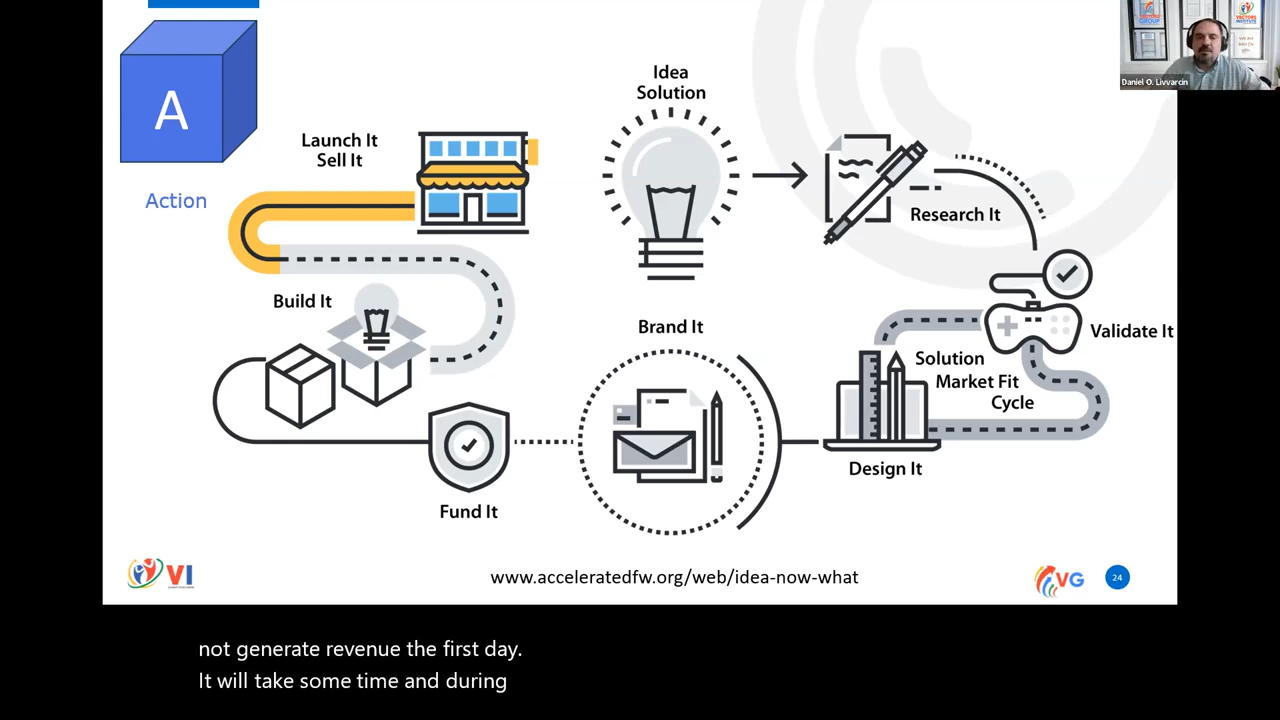 A
Action
Launch It
Sell It
Idea
Solution
Research It
Validate It
Solution
Market Fit
Cycle
Design It
Brand It
Fund It
Build It
VI
www.acceleratedfw.org/web/idea-now-what
VG
24
Daniel O. Livvarcin
not generate revenue the first day.
It will take some time and during